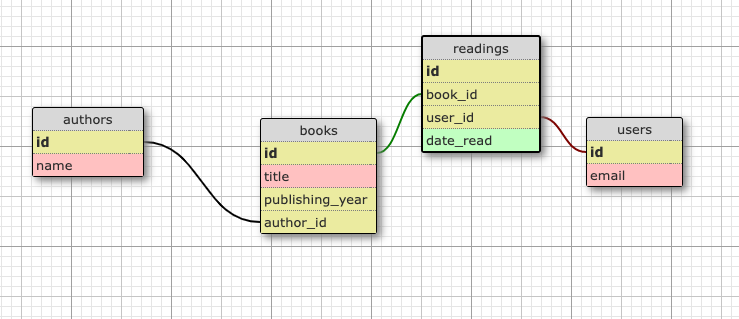 authors
id
name
books
id
title
publishing_year
author_id
readings
id
book_id
user_id
date_read
users
id
email